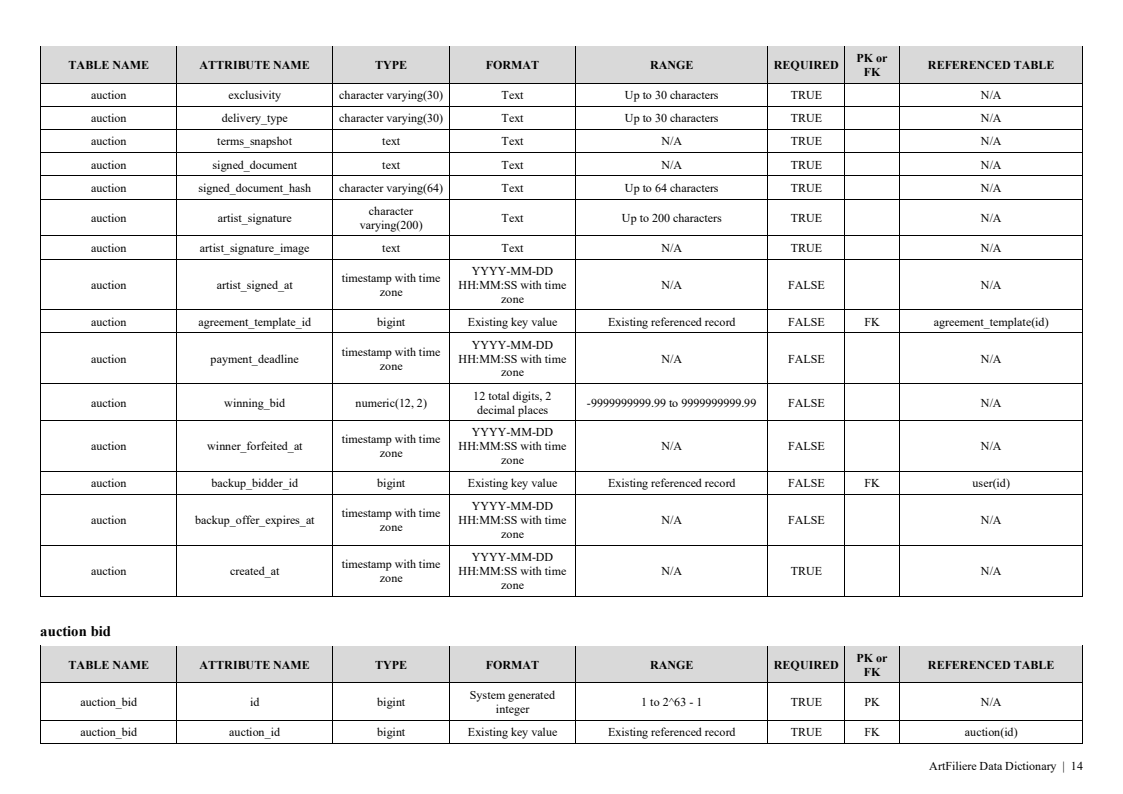 TABLE NAME ATTRIBUTE NAME TYPE FORMAT RANGE REQUIRED PK or FK REFERENCED TABLE
auction exclusivity character varying(30) Text Up to 30 characters TRUE N/A
auction delivery_type character varying(30) Text Up to 30 characters TRUE N/A
auction terms_snapshot text Text N/A TRUE N/A
auction signed_document text Text N/A TRUE N/A
auction signed_document_hash character varying(64) Text Up to 64 characters TRUE N/A
auction artist_signature character varying(200) Text Up to 200 characters TRUE N/A
auction artist_signature_image text Text N/A TRUE N/A
auction artist_signed_at timestamp with time zone YYYY-MM-DD HH:MM:SS with time zone N/A FALSE N/A
auction agreement_template_id bigint Existing key value Existing referenced record FALSE FK agreement_template(id)
auction payment_deadline timestamp with time zone YYYY-MM-DD HH:MM:SS with time zone N/A FALSE N/A
auction winning_bid numeric(12, 2) 12 total digits, 2 decimal places -9999999999.99 to 9999999999.99 FALSE N/A
auction winner_forfeited_at timestamp with time zone YYYY-MM-DD HH:MM:SS with time zone N/A FALSE N/A
auction backup_bidder_id bigint Existing key value Existing referenced record FALSE FK user(id)
auction backup_offer_expires_at timestamp with time zone YYYY-MM-DD HH:MM:SS with time zone N/A FALSE N/A
auction created_at timestamp with time zone YYYY-MM-DD HH:MM:SS with time zone N/A TRUE N/A
auction bid
TABLE NAME ATTRIBUTE NAME TYPE FORMAT RANGE REQUIRED PK or FK REFERENCED TABLE
auction_bid id bigint System generated integer 1 to 2^63 - 1 TRUE PK N/A
auction_bid auction_id bigint Existing key value Existing referenced record TRUE FK auction(id)
ArtFiliere Data Dictionary | 14